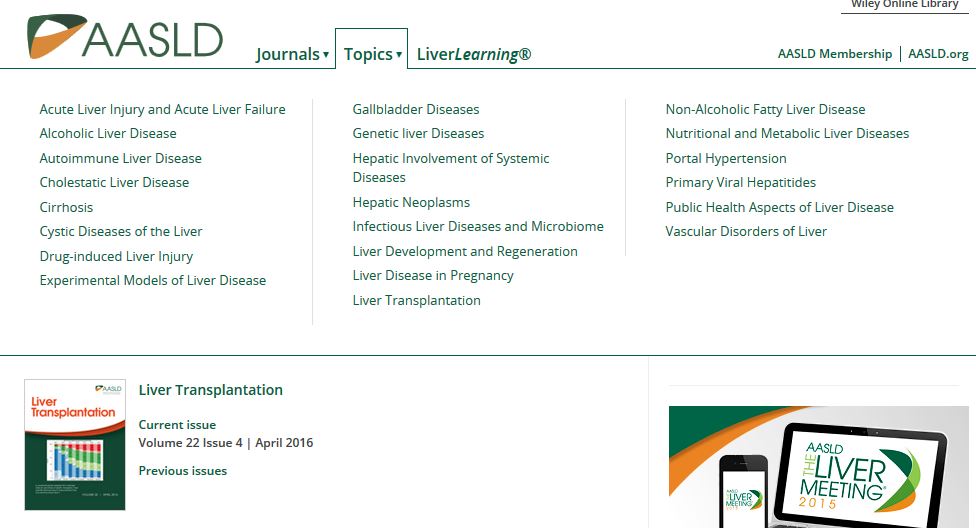 Wiley Online Library
AASLD
Journals ▾
Topics ▾
LiverLearning®
AASLD Membership
AASLD.org
Acute Liver Injury and Acute Liver Failure
Alcoholic Liver Disease
Autoimmune Liver Disease
Cholestatic Liver Disease
Cirrhosis
Cystic Diseases of the Liver
Drug-induced Liver Injury
Experimental Models of Liver Disease
Gallbladder Diseases
Genetic liver Diseases
Hepatic Involvement of Systemic
Diseases
Hepatic Neoplasms
Infectious Liver Diseases and Microbiome
Liver Development and Regeneration
Liver Disease in Pregnancy
Liver Transplantation
Non-Alcoholic Fatty Liver Disease
Nutritional and Metabolic Liver Diseases
Portal Hypertension
Primary Viral Hepatitides
Public Health Aspects of Liver Disease
Vascular Disorders of Liver
AASLD
Liver
Transplantation
Liver Transplantation
Current issue
Volume 22 Issue 4 | April 2016
Previous issues
AASLD
THE LIVER
MEETING®
2015
AASLD
THE LIVER
MEETING